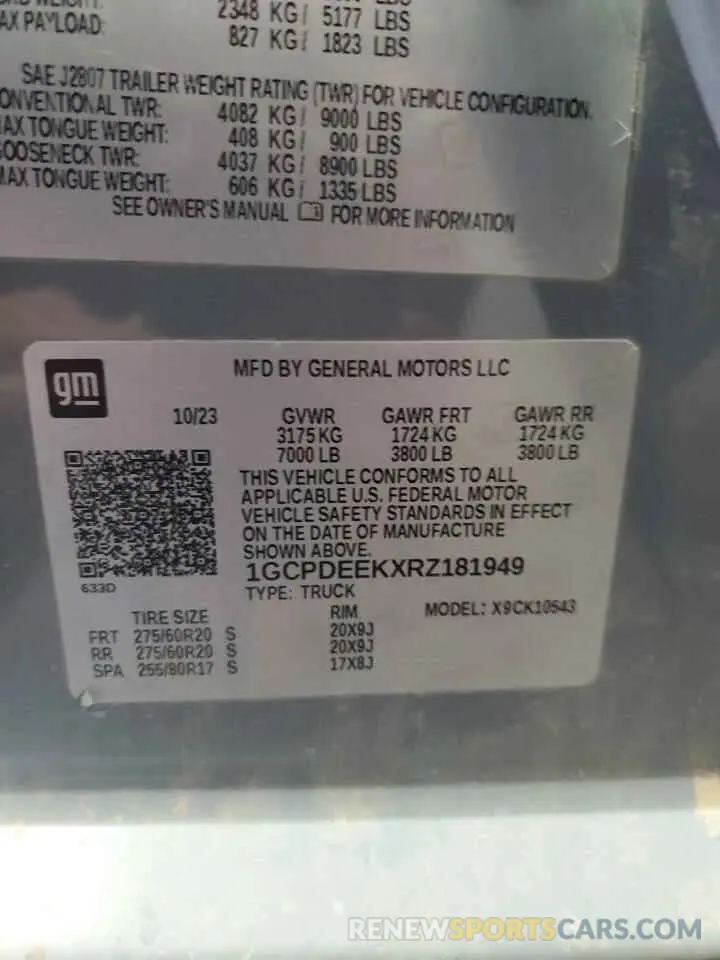 2348 KG/ 5177 LBS
AX PAYLOAD: 827 KG/ 1823 LBS
SAE J2807 TRAILER WEIGHT RATING (TWR) FOR VEHICLE CONFIGURATION.
ONVENTIONAL TWR: 4082 KG/ 9000 LBS
AX TONGUE WEIGHT: 408 KG/ 900 LBS
OOSENECK TWR: 4037 KG/ 8900 LBS
MAX TONGUE WEIGHT: 606 KG/ 1335 LBS
SEE OWNER'S MANUAL FOR MORE INFORMATION
gm
MFD BY GENERAL MOTORS LLC
10/23 GVWR GAWR FRT GAWR RR
3175 KG 1724 KG 1724 KG
7000 LB 3800 LB 3800 LB
THIS VEHICLE CONFORMS TO ALL
APPLICABLE U.S. FEDERAL MOTOR
VEHICLE SAFETY STANDARDS IN EFFECT
ON THE DATE OF MANUFACTURE
SHOWN ABOVE.
633D
1GCPDEEKXRZ181949
TYPE: TRUCK MODEL: X9CK10543
TIRE SIZE RIM
FRT 275/60R20 S 20X9J
RR 275/60R20 S 20X9J
SPA 255/80R17 S 17X8J
RENEWSPORTSCARS.COM